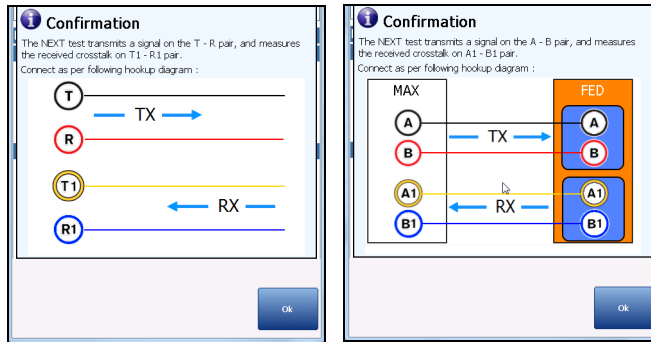 Confirmation
The NEXT test transmits a signal on the T - R pair, and measures
the received crosstalk on T1 - R1 pair.
Connect as per following hookup diagram :
T
TX
R
T1
RX
R1
Ok
Confirmation
The NEXT test transmits a signal on the A - B pair, and measures
the received crosstalk on A1 - B1 pair.
Connect as per following hookup diagram :
MAX FED
A A
TX
B B
A1 A1
RX
B1 B1
Ok